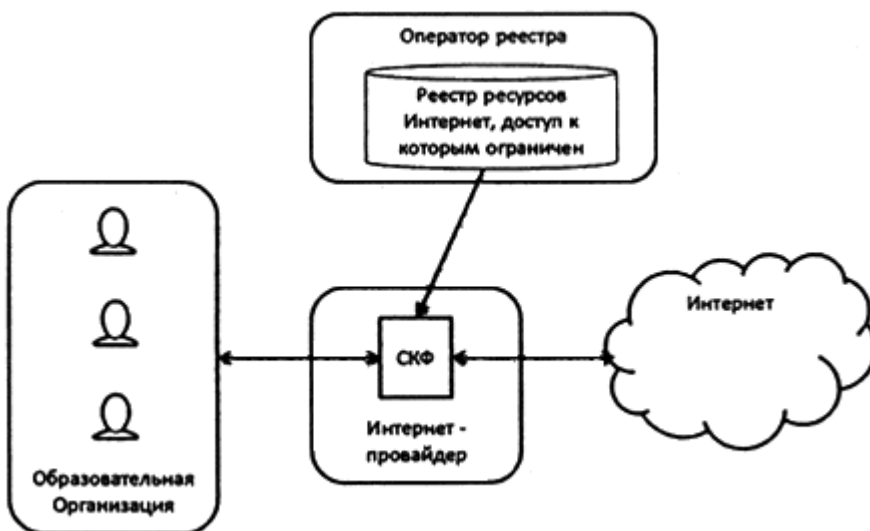 Оператор реестра
Реестр ресурсов
Интернет, доступ к
которым ограничен
Интернет
СКФ
Интернет -
провайдер
Образовательная
Организация